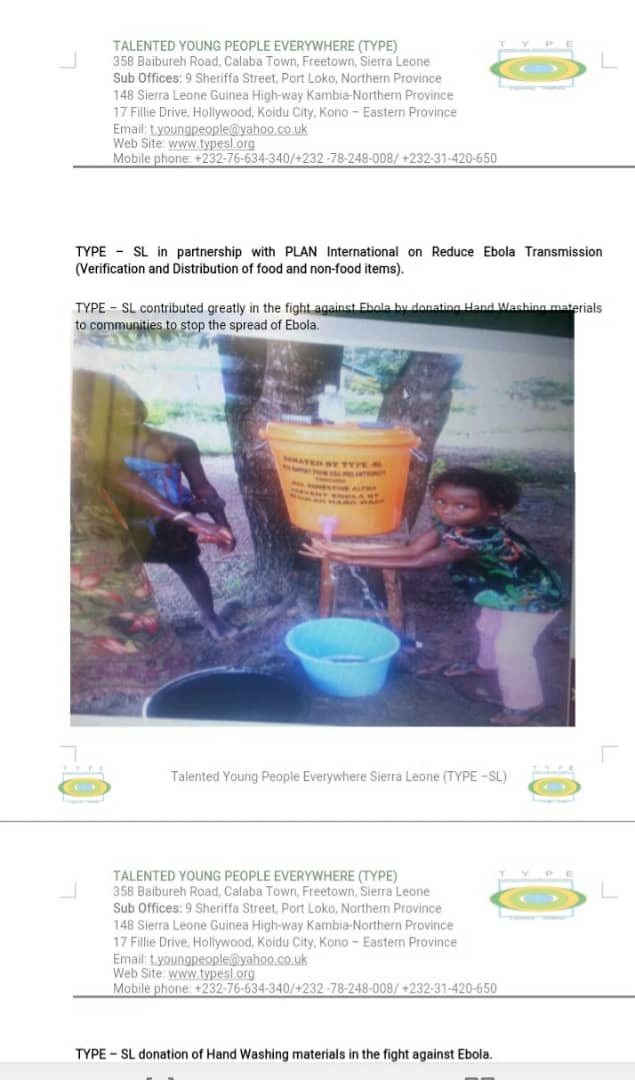 TALENTED YOUNG PEOPLE EVERYWHERE (TYPE)
T Y P E
358 Baibureh Road, Calaba Town, Freetown, Sierra Leone
Sub Offices: 9 Sheriffa Street, Port Loko, Northern Province
148 Sierra Leone Guinea High-way Kambia-Northern Province
17 Fillie Drive, Hollywood, Koidu City, Kono – Eastern Province
Email: t.youngpeople@yahoo.co.uk
Web Site: www.typesl.org
Mobile phone: +232-76-634-340/+232 -78-248-008/ +232-31-420-650
TYPE – SL in partnership with PLAN International on Reduce Ebola Transmission
(Verification and Distribution of food and non-food items).
TYPE – SL contributed greatly in the fight against Ebola by donating Hand Washing materials
to communities to stop the spread of Ebola.
DONATED BY TYPE-SL
PREVENT EBOLA BY
REGULAR HAND WASH
T Y P E
Talented Young People Everywhere Sierra Leone (TYPE –SL)
T Y P E
TALENTED YOUNG PEOPLE EVERYWHERE (TYPE)
T Y P E
358 Baibureh Road, Calaba Town, Freetown, Sierra Leone
Sub Offices: 9 Sheriffa Street, Port Loko, Northern Province
148 Sierra Leone Guinea High-way Kambia-Northern Province
17 Fillie Drive, Hollywood, Koidu City, Kono – Eastern Province
Email: t.youngpeople@yahoo.co.uk
Web Site: www.typesl.org
Mobile phone: +232-76-634-340/+232 -78-248-008/ +232-31-420-650
TYPE – SL donation of Hand Washing materials in the fight against Ebola.